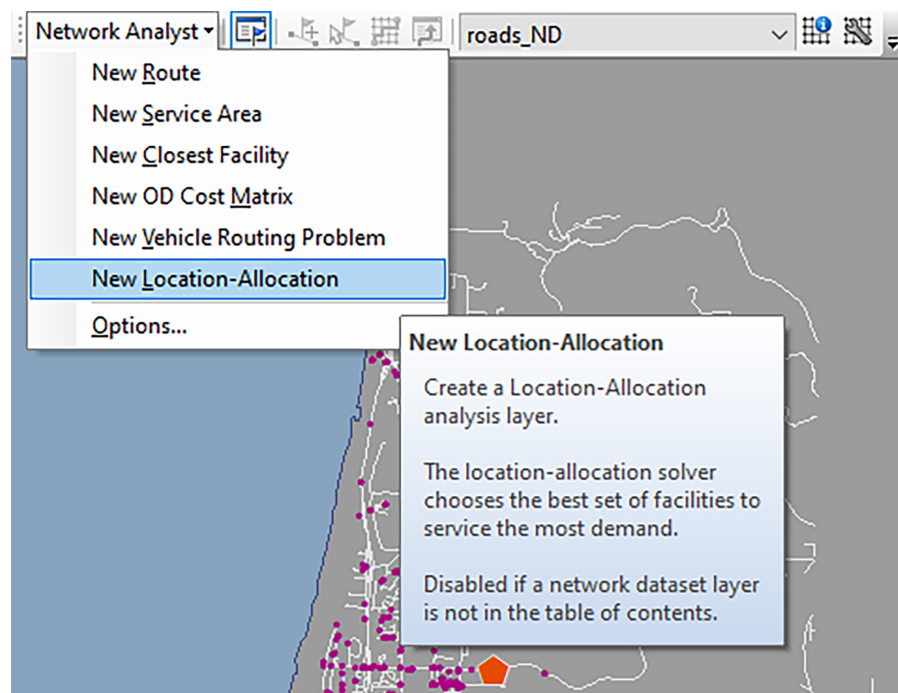 Network Analyst roads_ND
New Route
New Service Area
New Closest Facility
New OD Cost Matrix
New Vehicle Routing Problem
New Location-Allocation
Options...
New Location-Allocation
Create a Location-Allocation
analysis layer.
The location-allocation solver
chooses the best set of facilities to
service the most demand.
Disabled if a network dataset layer
is not in the table of contents.